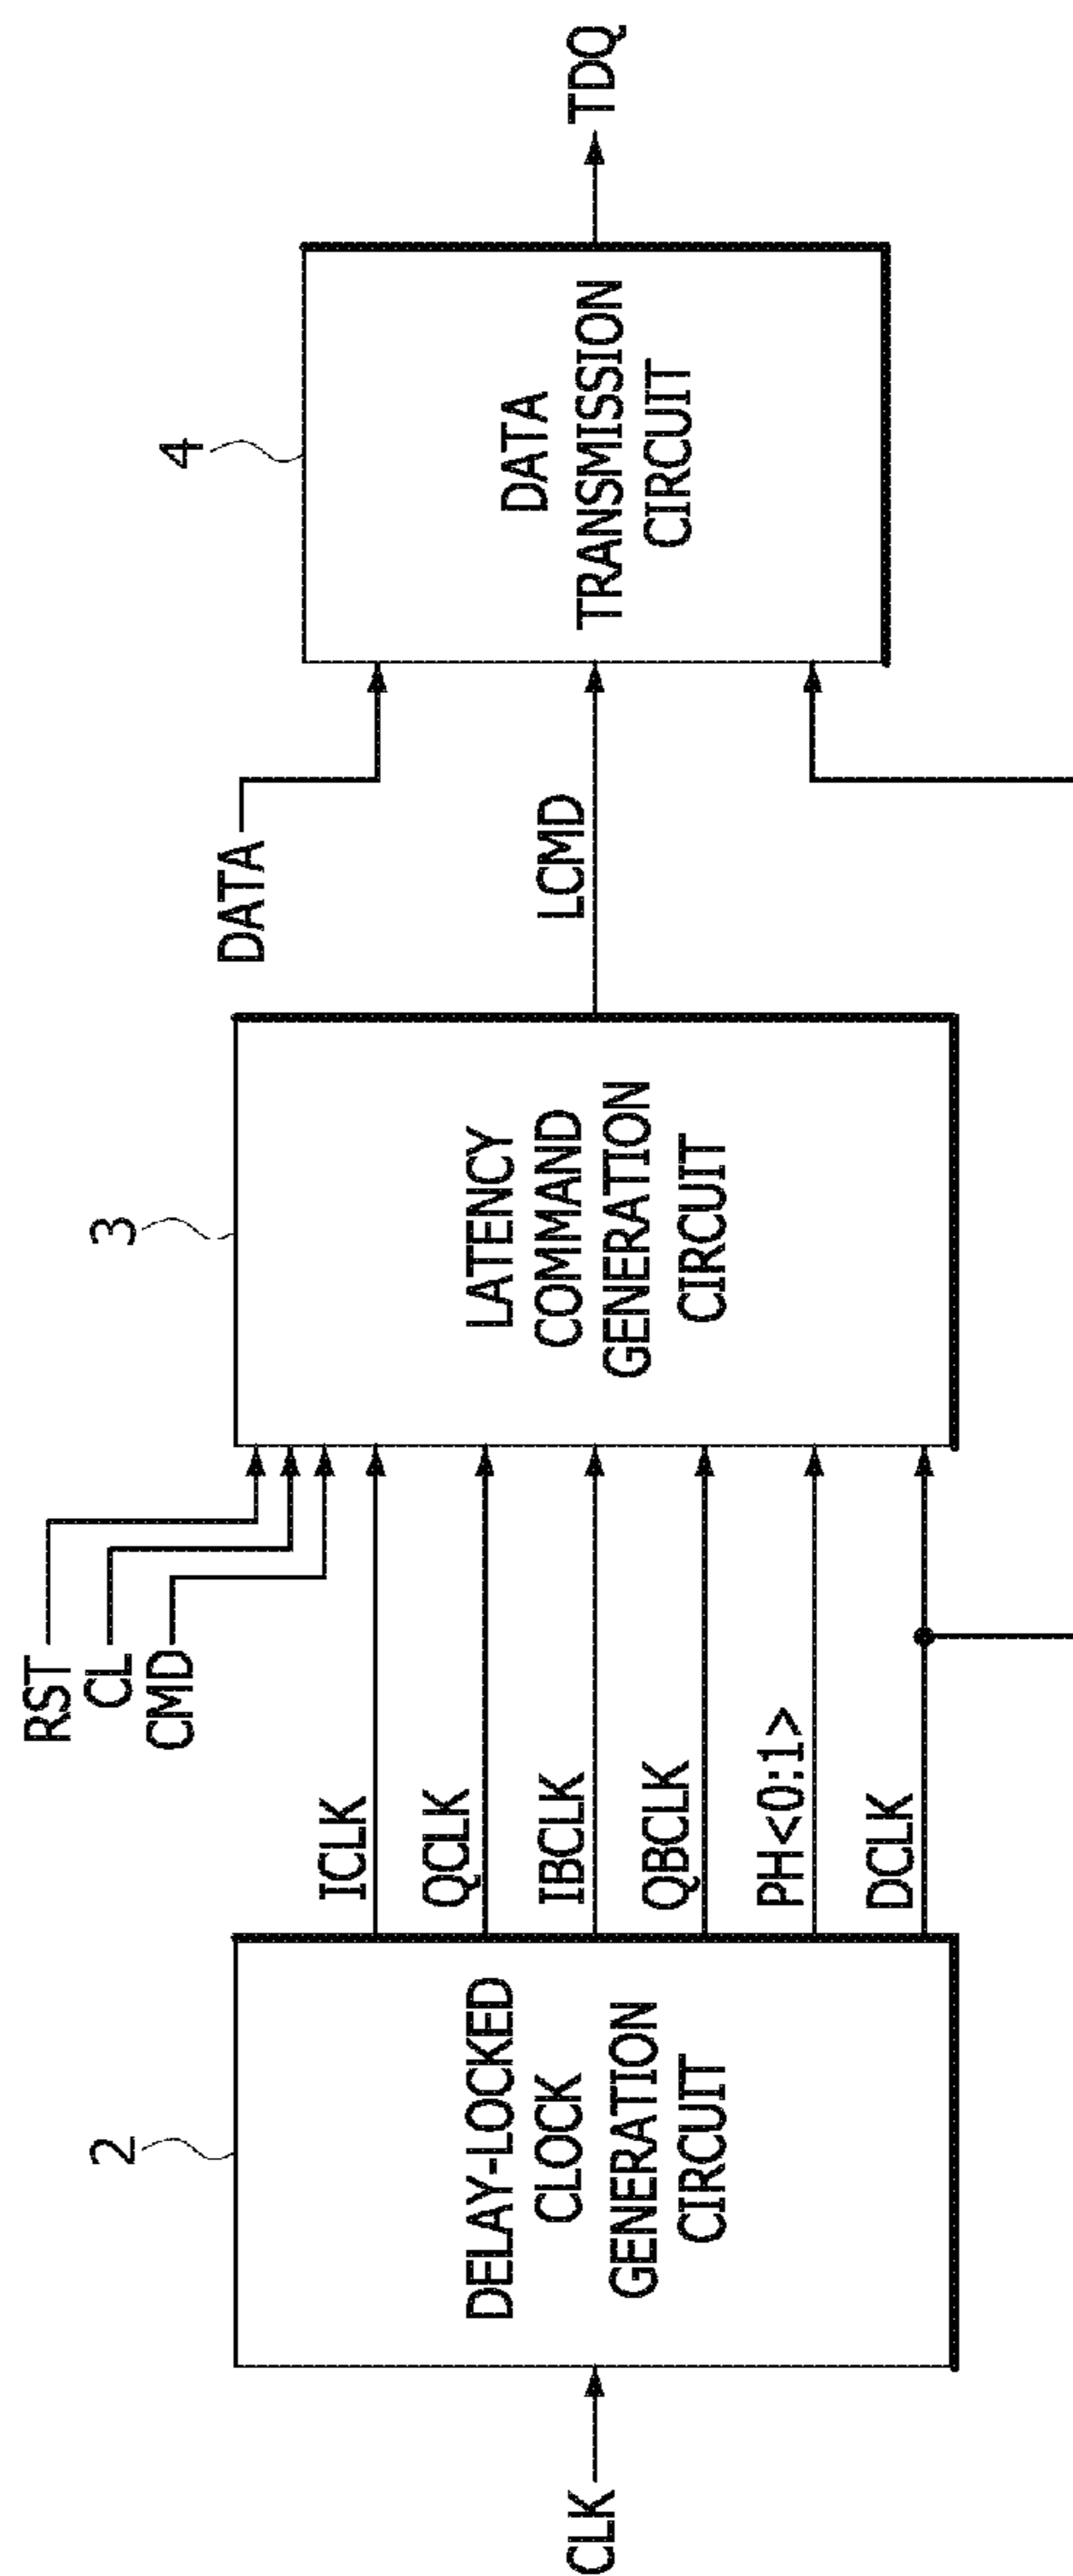 RST
CL
CMD
CLK
2
DELAY-LOCKED
CLOCK
GENERATION
CIRCUIT
ICLK
QCLK
IBCLK
QBCLK
PH<0:1>
DCLK
3
LATENCY
COMMAND
GENERATION
CIRCUIT
DATA
LCMD
4
DATA
TRANSMISSION
CIRCUIT
TDQ